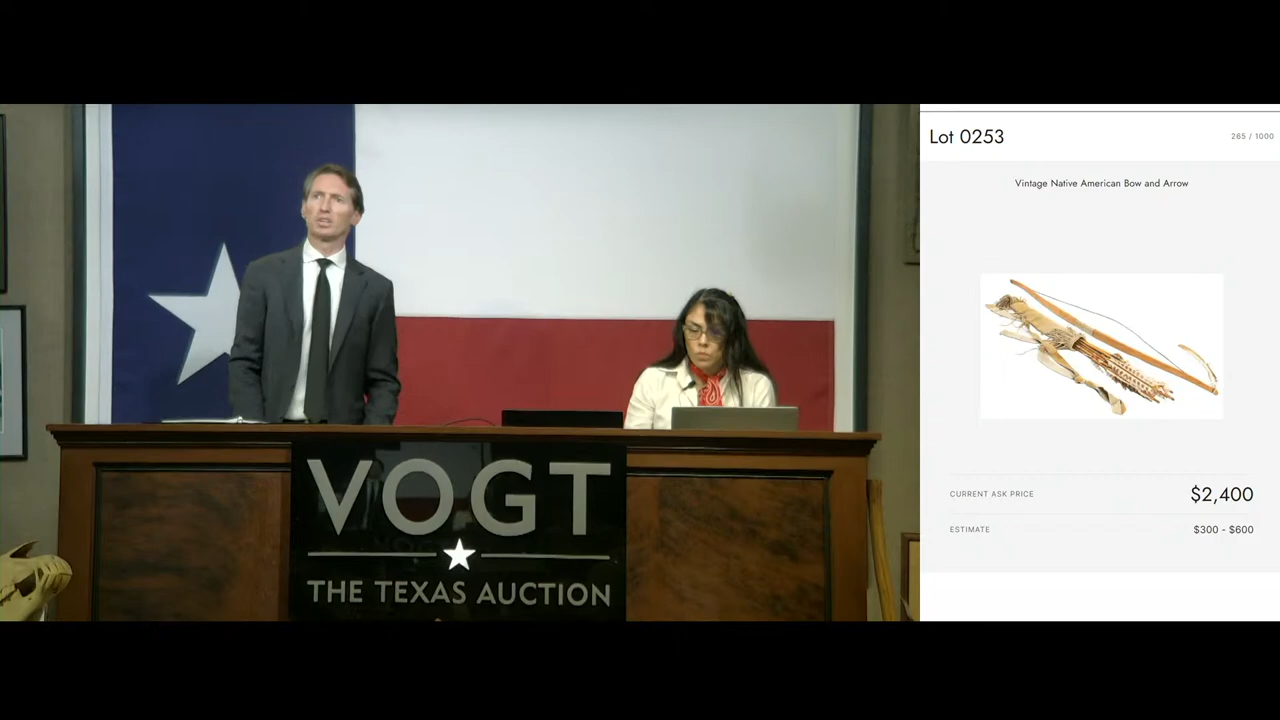 VOGT
THE TEXAS AUCTION
Lot 0253
265 / 1000
Vintage Native American Bow and Arrow
CURRENT ASK PRICE
$2,400
ESTIMATE
$300 - $600